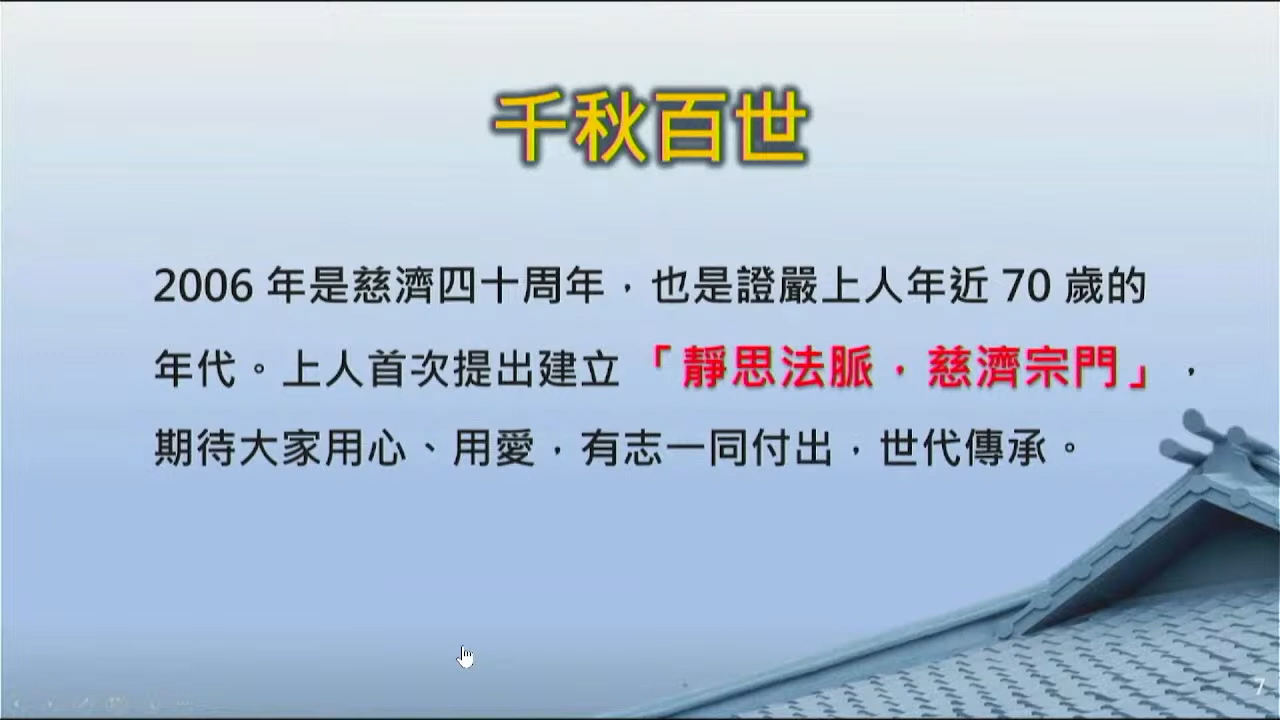 千秋百世
2006 年是慈濟四十周年，也是證嚴上人年近 70 歲的
年代。上人首次提出建立「靜思法脈，慈濟宗門」，
期待大家用心、用愛，有志一同付出，世代傳承。
7